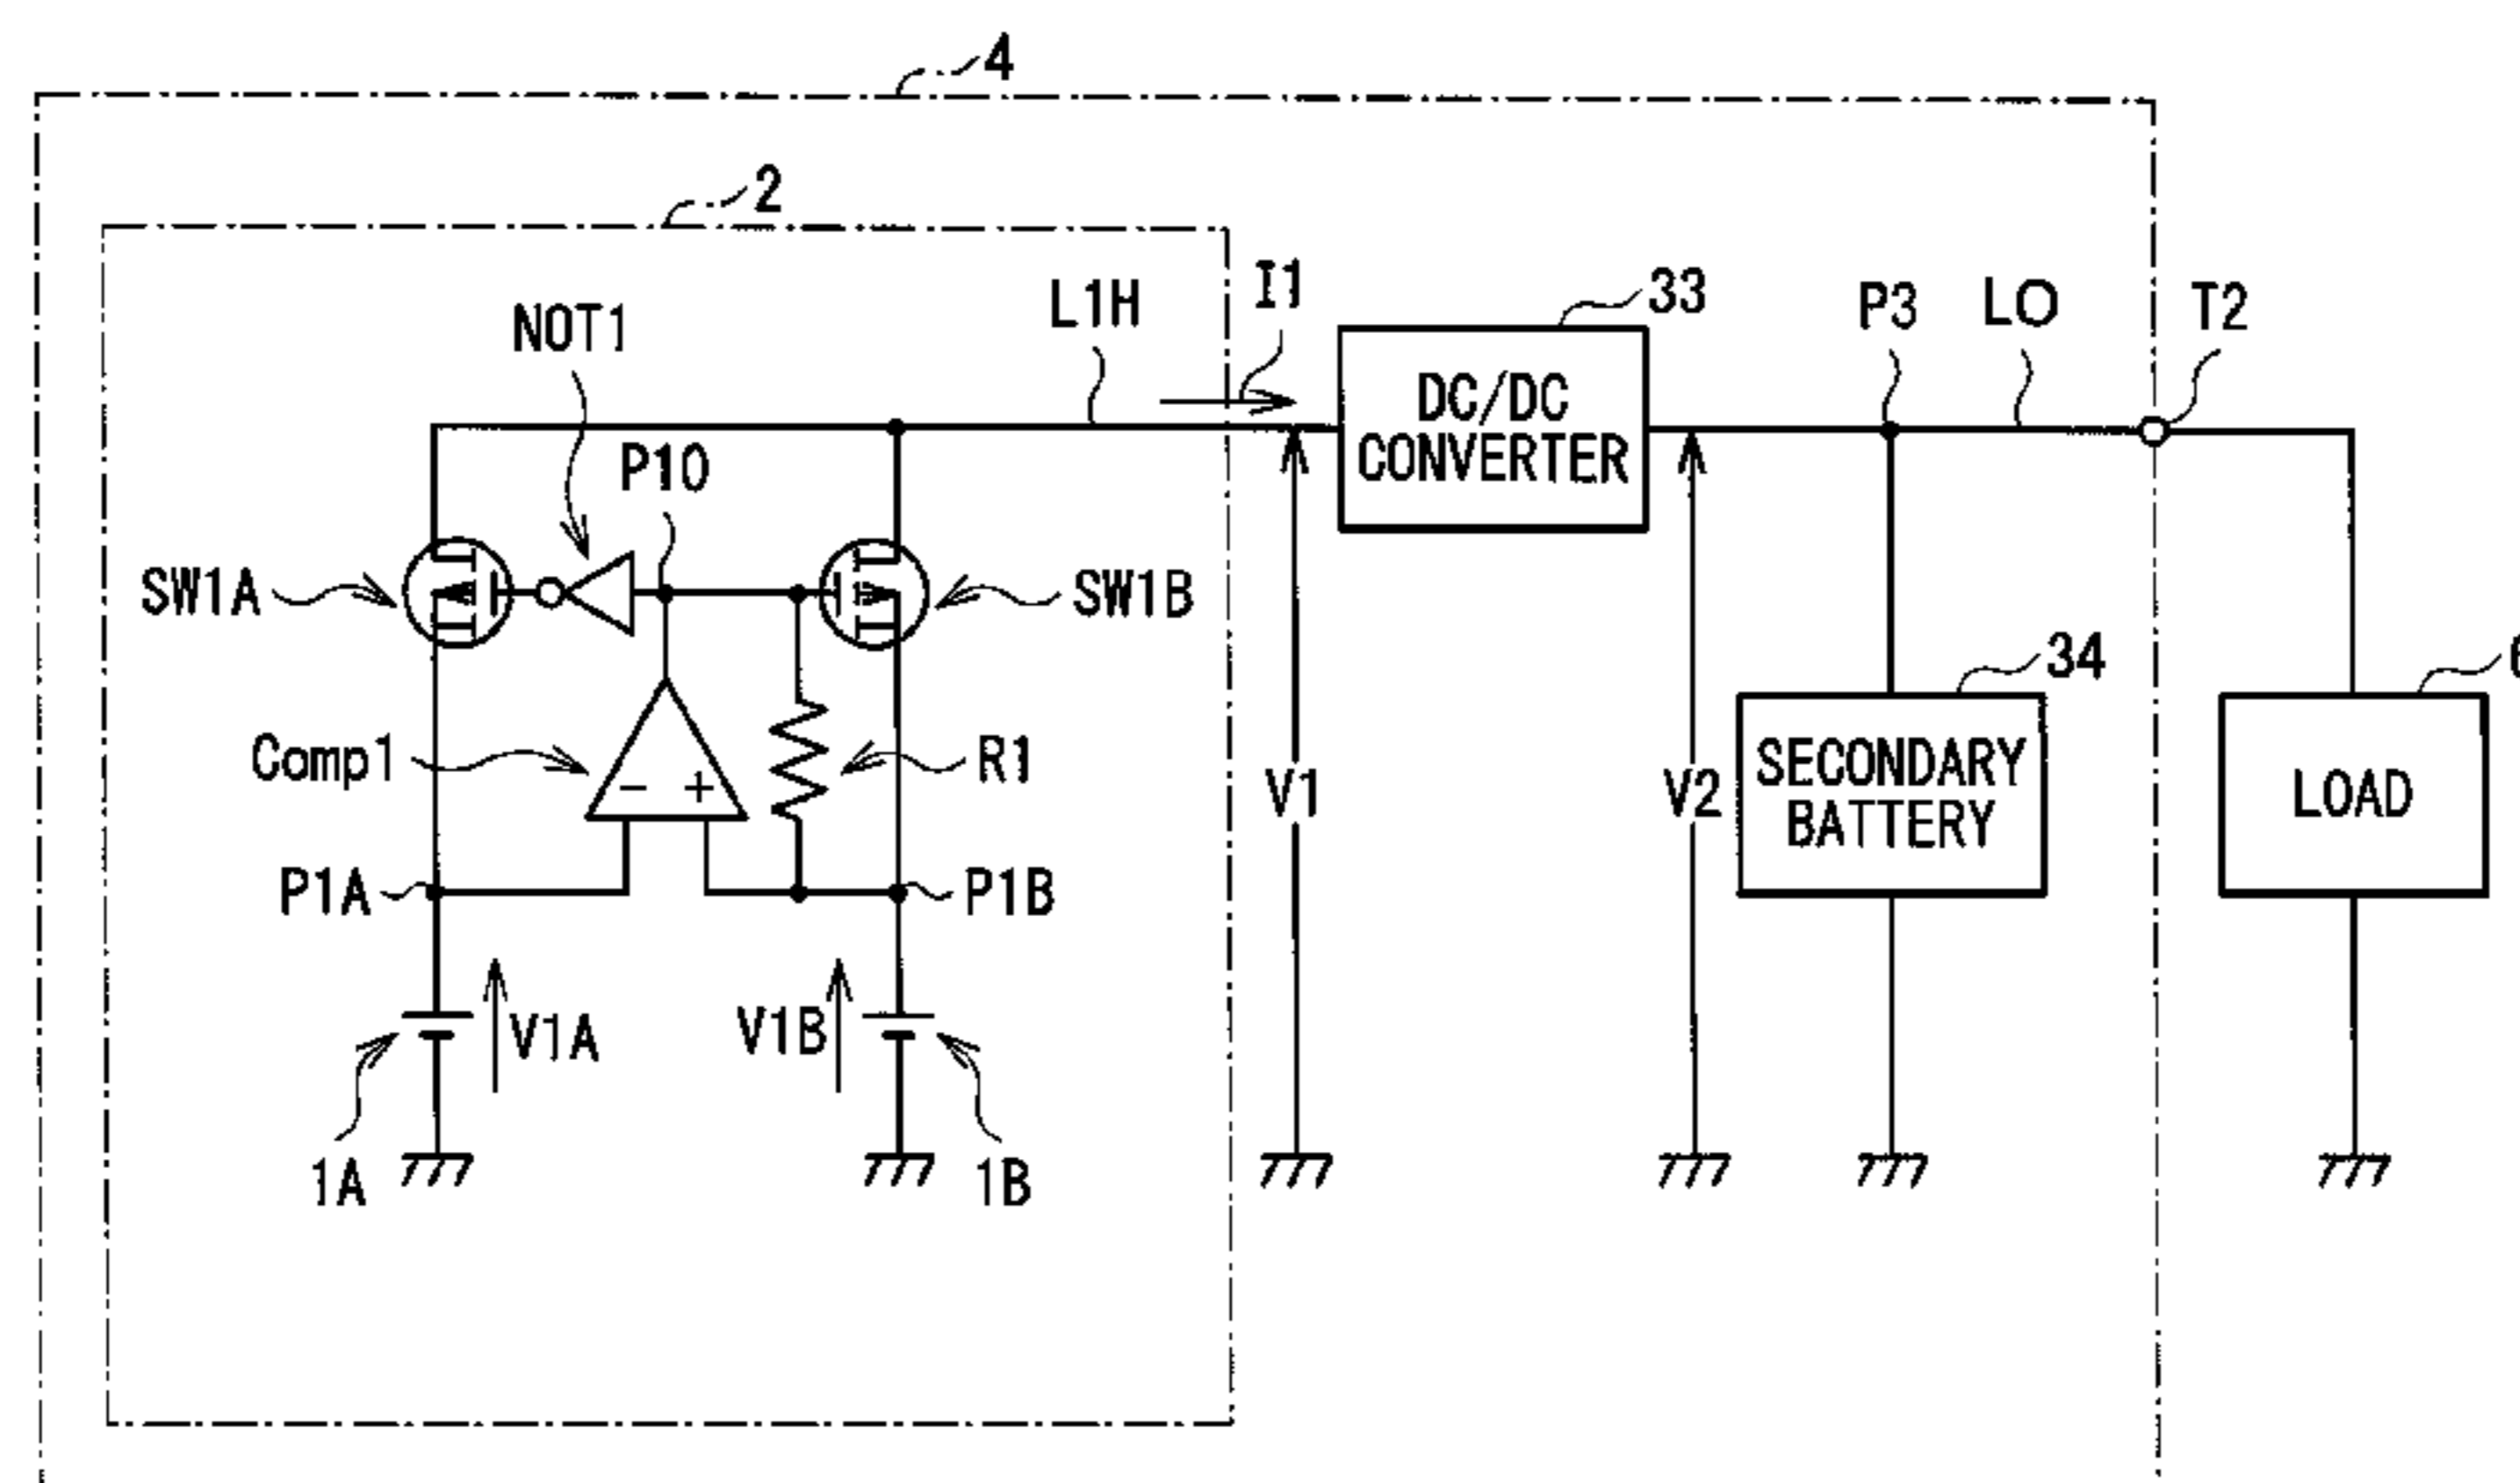 4
2
I1
L1H
33
P3
LO
T2
NOT1
DC/DC
CONVERTER
P10
SW1A
SW1B
34
SECONDARY
BATTERY
LOAD
Comp1
- +
R1
V1
V2
P1A
P1B
V1A
V1B
1A
1B